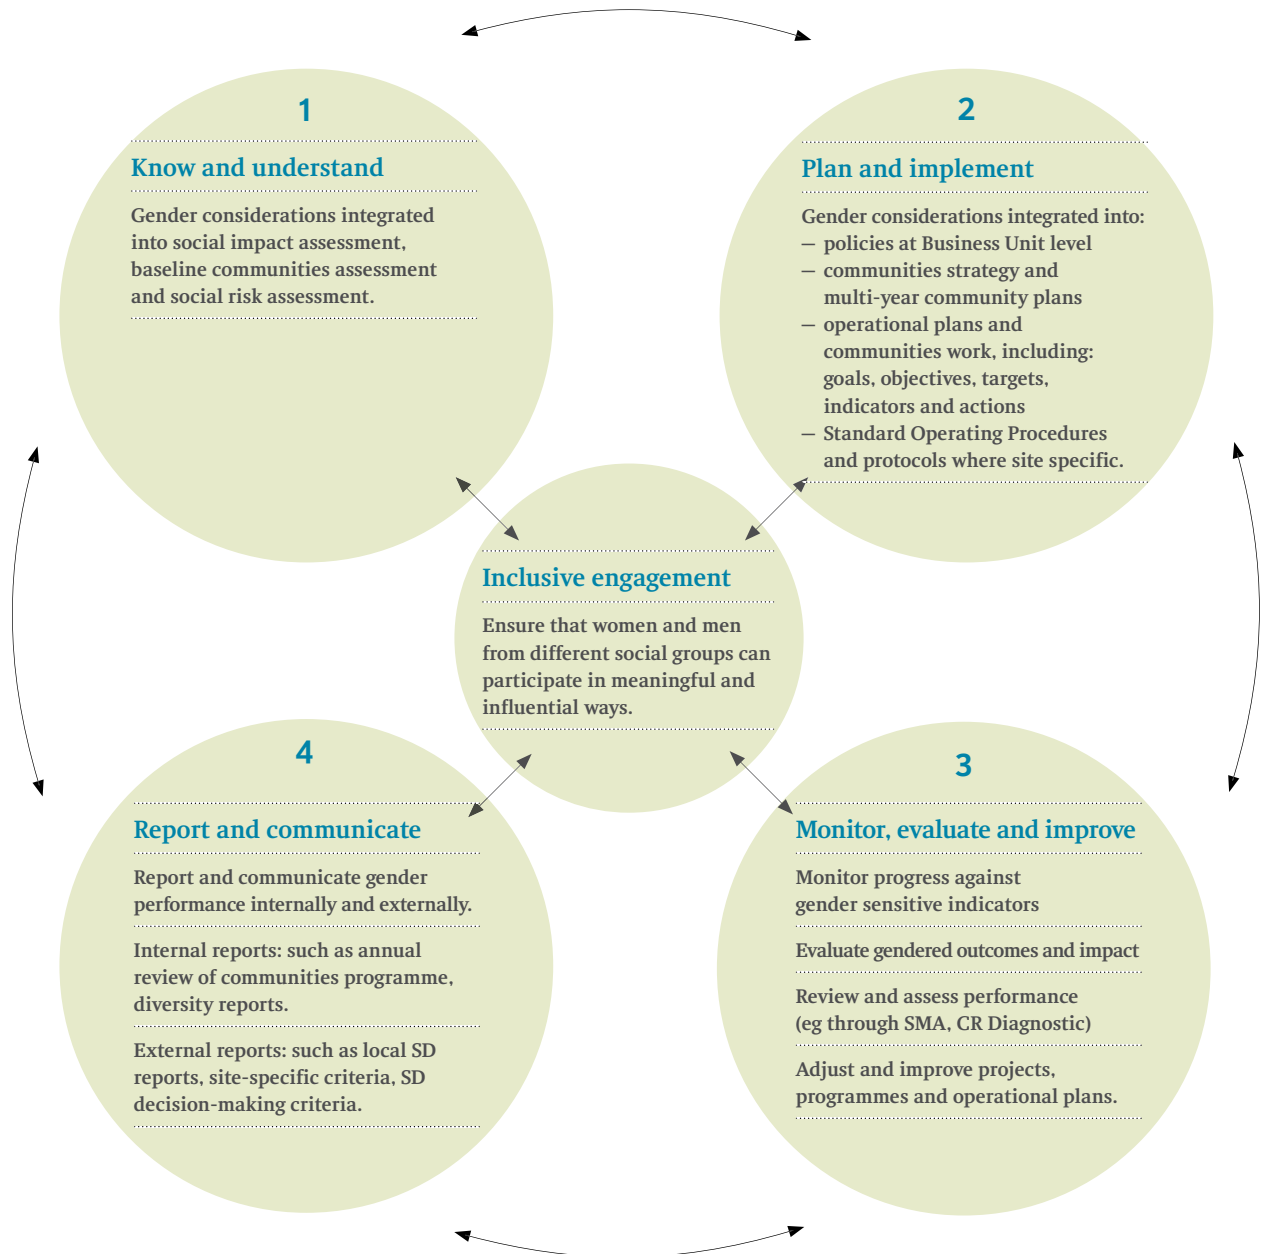 1
Know and understand
Gender considerations integrated
into social impact assessment,
baseline communities assessment
and social risk assessment.
2
Plan and implement
Gender considerations integrated into:
– policies at Business Unit level
– communities strategy and
multi-year community plans
– operational plans and
communities work, including:
goals, objectives, targets,
indicators and actions
– Standard Operating Procedures
and protocols where site specific.
Inclusive engagement
Ensure that women and men
from different social groups can
participate in meaningful and
influential ways.
4
Report and communicate
Report and communicate gender
performance internally and externally.
Internal reports: such as annual
review of communities programme,
diversity reports.
External reports: such as local SD
reports, site-specific criteria, SD
decision-making criteria.
3
Monitor, evaluate and improve
Monitor progress against
gender sensitive indicators
Evaluate gendered outcomes and impact
Review and assess performance
(eg through SMA, CR Diagnostic)
Adjust and improve projects,
programmes and operational plans.